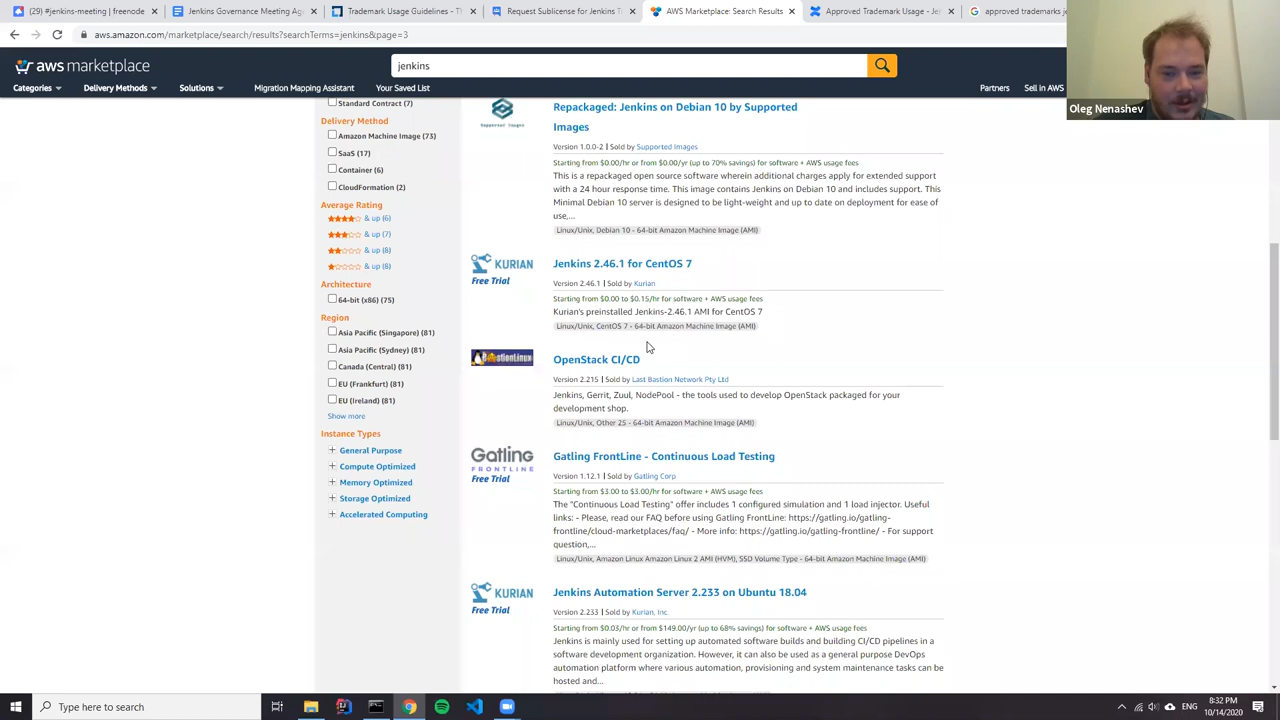 (29) #jenkins | freenode
Jenkins Governance Meeting Ag
Trademark Usage Guidelines - T
Request Sublicense for Jenkins T
AWS Marketplace: Search Results
Trademark Audit 2020 - Je
approved trademarks je
aws.amazon.com/marketplace/search/results?searchTerms=jenkins&page=3
aws marketplace
jenkins
Categories
Delivery Methods
Solutions
Migration Mapping Assistant
Your Saved List
Partners
Sell in AWS
Oleg Nenashev
Standard Contract (7)
Delivery Method
Amazon Machine Image (73)
SaaS (17)
Container (6)
CloudFormation (2)
Average Rating
& up (6)
& up (7)
& up (8)
& up (8)
Architecture
64-bit (x86) (75)
Region
Asia Pacific (Singapore) (81)
Asia Pacific (Sydney) (81)
Canada (Central) (81)
EU (Frankfurt) (81)
EU (Ireland) (81)
Show more
Instance Types
General Purpose
Compute Optimized
Memory Optimized
Storage Optimized
Accelerated Computing
Supported Images
Repackaged: Jenkins on Debian 10 by Supported
Images
Version 1.0.0-2 | Sold by Supported Images
Starting from $0.00/hr or from $0.00/yr (up to 70% savings) for software + AWS usage fees
This is a repackaged open source software wherein additional charges apply for extended support
with a 24 hour response time. This image contains Jenkins on Debian 10 and includes support. This
Minimal Debian 10 server is designed to be light-weight and up to date on deployment for ease of
use,...
Linux/Unix, Debian 10 - 64-bit Amazon Machine Image (AMI)
KURIAN
Free Trial
Jenkins 2.46.1 for CentOS 7
Version 2.46.1 | Sold by Kurian
Starting from $0.00 to $0.15/hr for software + AWS usage fees
Kurian's preinstalled Jenkins-2.46.1 AMI for CentOS 7
Linux/Unix, CentOS 7 - 64-bit Amazon Machine Image (AMI)
BastionLinux
OpenStack CI/CD
Version 2.215 | Sold by Last Bastion Network Pty Ltd
Jenkins, Gerrit, Zuul, NodePool - the tools used to develop OpenStack packaged for your
development shop.
Linux/Unix, Other 25 - 64-bit Amazon Machine Image (AMI)
Gatling
FRONTLINE
Free Trial
Gatling FrontLine - Continuous Load Testing
Version 1.12.1 | Sold by Gatling Corp
Starting from $3.00 to $3.00/hr for software + AWS usage fees
The "Continuous Load Testing" offer includes 1 configured simulation and 1 load injector. Useful
links: - Please, read our FAQ before using Gatling FrontLine: https://gatling.io/gatling-
frontline/cloud-marketplaces/faq/ - More info: https://gatling.io/gatling-frontline/ - For support
question,...
Linux/Unix, Amazon Linux Amazon Linux 2 AMI (HVM), SSD Volume Type - 64-bit Amazon Machine Image (AMI)
KURIAN
Free Trial
Jenkins Automation Server 2.233 on Ubuntu 18.04
Version 2.233 | Sold by Kurian, Inc.
Starting from $0.03/hr or from $149.00/yr (up to 68% savings) for software + AWS usage fees
Jenkins is mainly used for setting up automated software builds and building CI/CD pipelines in a
software development organization. However, it can also be used as a general purpose DevOps
automation platform where various automation, provisioning and system maintenance tasks can be
hosted and...
Type here to search
ENG
8:32 PM
10/14/2020